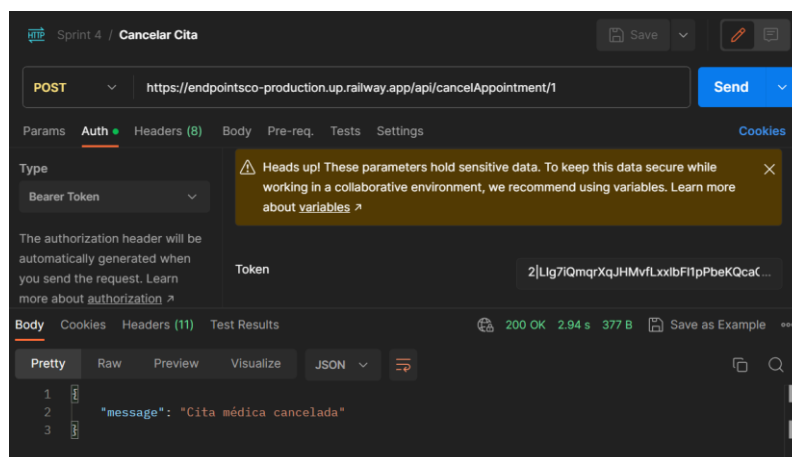 HTTP Sprint 4 / Cancelar Cita Save
POST https://endpointsco-production.up.railway.app/api/cancelAppointment/1 Send
Params Auth Headers (8) Body Pre-req. Tests Settings Cookies
Type
Bearer Token
The authorization header will be
automatically generated when
you send the request. Learn
more about authorization ↗
Heads up! These parameters hold sensitive data. To keep this data secure while
working in a collaborative environment, we recommend using variables. Learn more
about variables ↗
Token
Body Cookies Headers (11) Test Results 200 OK 2.94 s 377 B Save as Example
Pretty Raw Preview Visualize JSON
1 {
2 "message": "Cita médica cancelada"
3 }